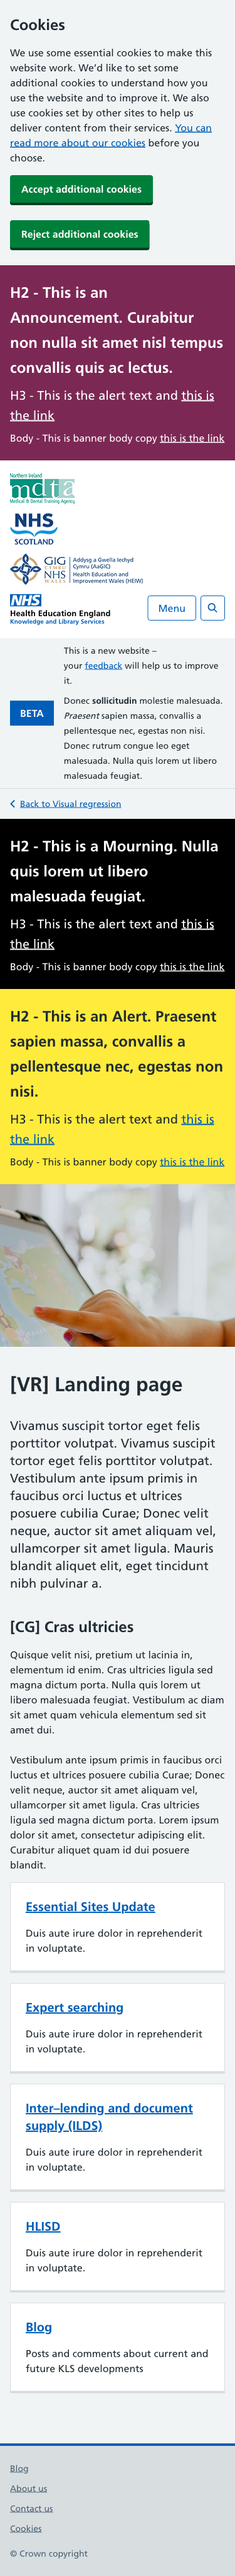 Cookies
We use some essential cookies to make this
website work. We’d like to set some
additional cookies to understand how you
use the website and to improve it. We also
use cookies set by other sites to help us
deliver content from their services. You can
read more about our cookies before you
choose.
Accept additional cookies
Reject additional cookies
H2 - This is an
Announcement. Curabitur
non nulla sit amet nisl tempus
convallis quis ac lectus.
H3 - This is the alert text and this is
the link
Body - This is banner body copy this is the link
Northern Ireland
mdta
Medical & Dental Training Agency
NHS
SCOTLAND
GIG
CYMRU
NHS
WALES
Addysg a Gwella Iechyd
Cymru (AaGIC)
Health Education and
Improvement Wales (HEIW)
NHS
Health Education England
Knowledge and Library Services
Menu
BETA
This is a new website –
your feedback will help us to improve
it.
Donec sollicitudin molestie malesuada.
Praesent sapien massa, convallis a
pellentesque nec, egestas non nisi.
Donec rutrum congue leo eget
malesuada. Nulla quis lorem ut libero
malesuada feugiat.
Back to Visual regression
H2 - This is a Mourning. Nulla
quis lorem ut libero
malesuada feugiat.
H3 - This is the alert text and this is
the link
Body - This is banner body copy this is the link
H2 - This is an Alert. Praesent
sapien massa, convallis a
pellentesque nec, egestas non
nisi.
H3 - This is the alert text and this is
the link
Body - This is banner body copy this is the link
[VR] Landing page
Vivamus suscipit tortor eget felis
porttitor volutpat. Vivamus suscipit
tortor eget felis porttitor volutpat.
Vestibulum ante ipsum primis in
faucibus orci luctus et ultrices
posuere cubilia Curae; Donec velit
neque, auctor sit amet aliquam vel,
ullamcorper sit amet ligula. Mauris
blandit aliquet elit, eget tincidunt
nibh pulvinar a.
[CG] Cras ultricies
Quisque velit nisi, pretium ut lacinia in,
elementum id enim. Cras ultricies ligula sed
magna dictum porta. Nulla quis lorem ut
libero malesuada feugiat. Vestibulum ac diam
sit amet quam vehicula elementum sed sit
amet dui.
Vestibulum ante ipsum primis in faucibus orci
luctus et ultrices posuere cubilia Curae; Donec
velit neque, auctor sit amet aliquam vel,
ullamcorper sit amet ligula. Cras ultricies
ligula sed magna dictum porta. Lorem ipsum
dolor sit amet, consectetur adipiscing elit.
Curabitur aliquet quam id dui posuere
blandit.
Essential Sites Update
Duis aute irure dolor in reprehenderit
in voluptate.
Expert searching
Duis aute irure dolor in reprehenderit
in voluptate.
Inter–lending and document
supply (ILDS)
Duis aute irure dolor in reprehenderit
in voluptate.
HLISD
Duis aute irure dolor in reprehenderit
in voluptate.
Blog
Posts and comments about current and
future KLS developments
Blog
About us
Contact us
Cookies
© Crown copyright